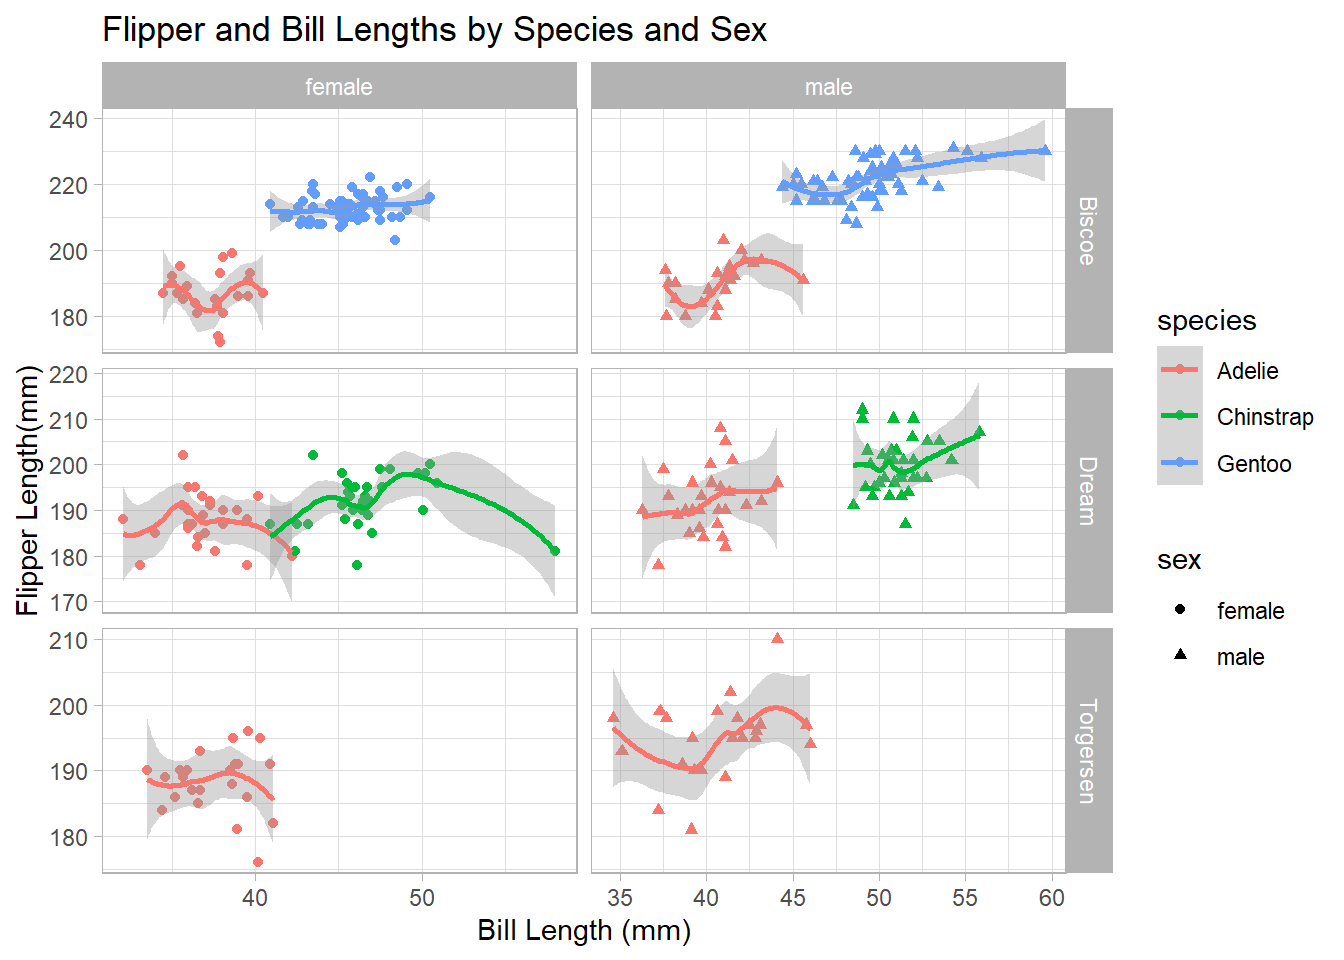 Flipper and Bill Lengths by Species and Sex
female
male
240
220
200
180
Biscoe
220
210
200
190
180
170
Dream
210
200
190
180
Torgersen
40
50
35
40
45
50
55
60
Bill Length (mm)
Flipper Length(mm)
species
Adelie
Chinstrap
Gentoo
sex
female
male